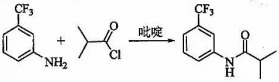 CF₃
CF₃
O
吡啶
O
NH₂
+
Cl
N
H